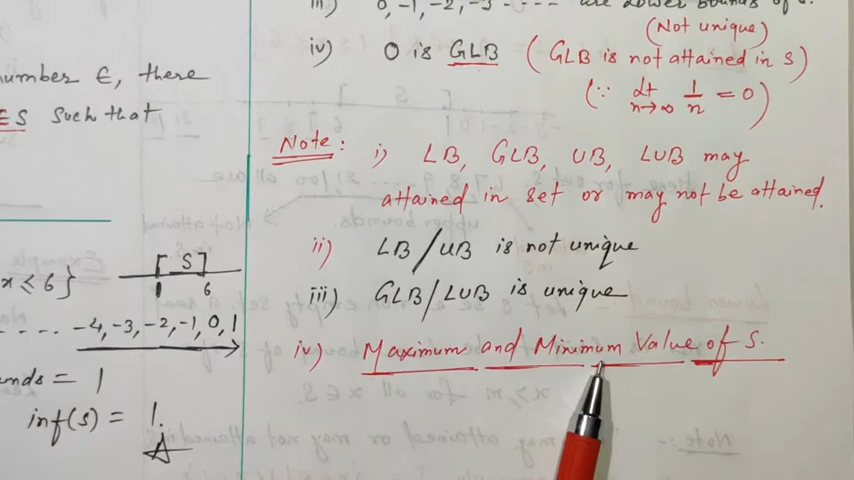 number ε, there
ES such that
x ≤ 6}
[ S ]
1 6
..... -4, -3, -2, -1, 0, 1
unds = 1
inf(s) = 1.
iii) 0, -1, -2, -3 ---- are Lower bounds of S.
(Not unique)
iv) 0 is GLB (GLB is not attained in S)
(∵ Lt n→∞ 1/n = 0)
Note: i) LB, GLB, UB, LUB may
attained in set or may not be attained.
ii) LB/UB is not unique
iii) GLB/LUB is unique
iv) Maximum and Minimum Value of S.